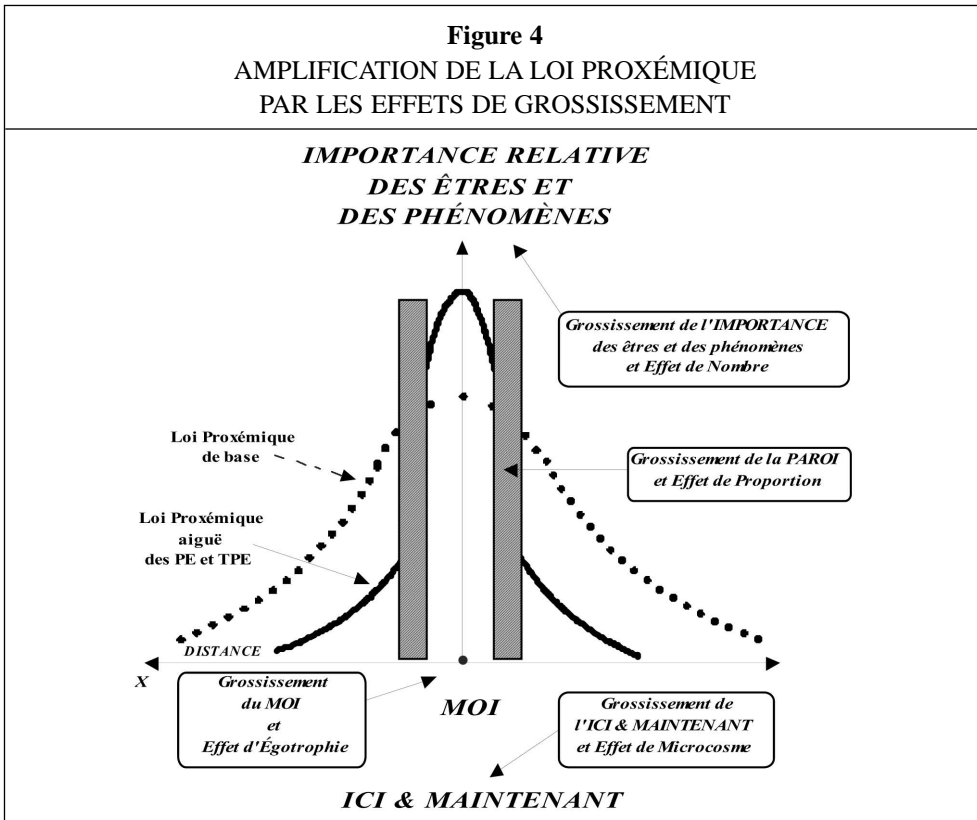 Figure 4
AMPLIFICATION DE LA LOI PROXÉMIQUE
PAR LES EFFETS DE GROSSISSEMENT
IMPORTANCE RELATIVE
DES ÊTRES ET
DES PHÉNOMÈNES
Grossissement de l'IMPORTANCE
des êtres et des phénomènes
et Effet de Nombre
Loi Proxémique
de base
Grossissement de la PAROI
et Effet de Proportion
Loi Proxémique
aiguë
des PE et TPE
DISTANCE
X
Grossissement
du MOI
et
Effet d'Égotrophie
MOI
Grossissement de
l'ICI & MAINTENANT
et Effet de Microcosme
ICI & MAINTENANT